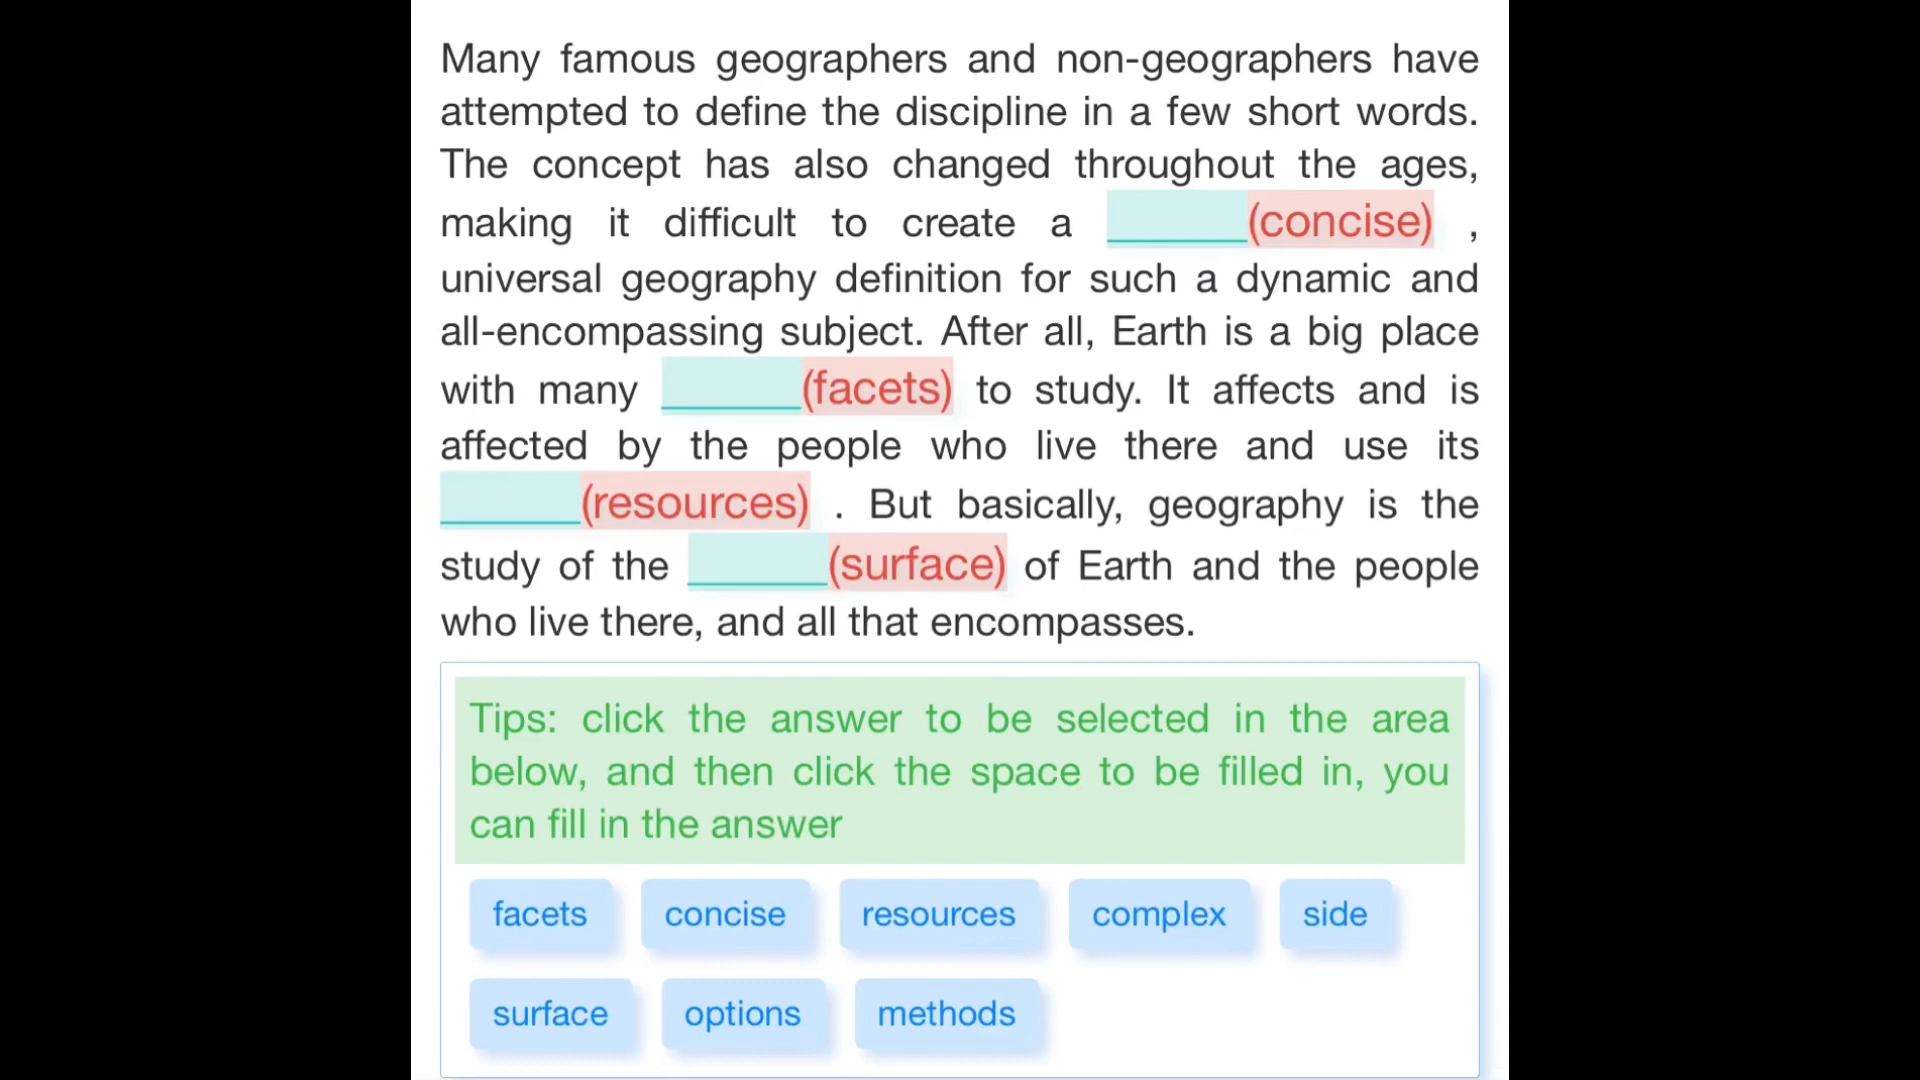 Many famous geographers and non-geographers have
attempted to define the discipline in a few short words.
The concept has also changed throughout the ages,
making it difficult to create a ______(concise) ,
universal geography definition for such a dynamic and
all-encompassing subject. After all, Earth is a big place
with many ______(facets) to study. It affects and is
affected by the people who live there and use its
______(resources) . But basically, geography is the
study of the ______(surface) of Earth and the people
who live there, and all that encompasses.
Tips: click the answer to be selected in the area
below, and then click the space to be filled in, you
can fill in the answer
facets concise resources complex side
surface options methods